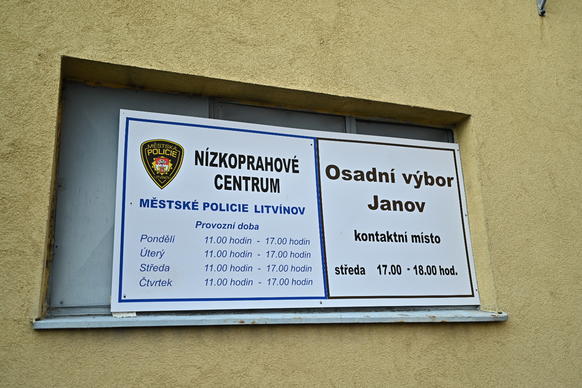 MĚSTSKÁ
POLICIE
NÍZKOPRAHOVÉ
CENTRUM
MĚSTSKÉ POLICIE LITVÍNOV
Provozní doba
Pondělí 11.00 hodin - 17.00 hodin
Úterý 11.00 hodin - 17.00 hodin
Středa 11.00 hodin - 17.00 hodin
Čtvrtek 11.00 hodin - 17.00 hodin
Osadní výbor
Janov
kontaktní místo
středa 17.00 - 18.00 hod.